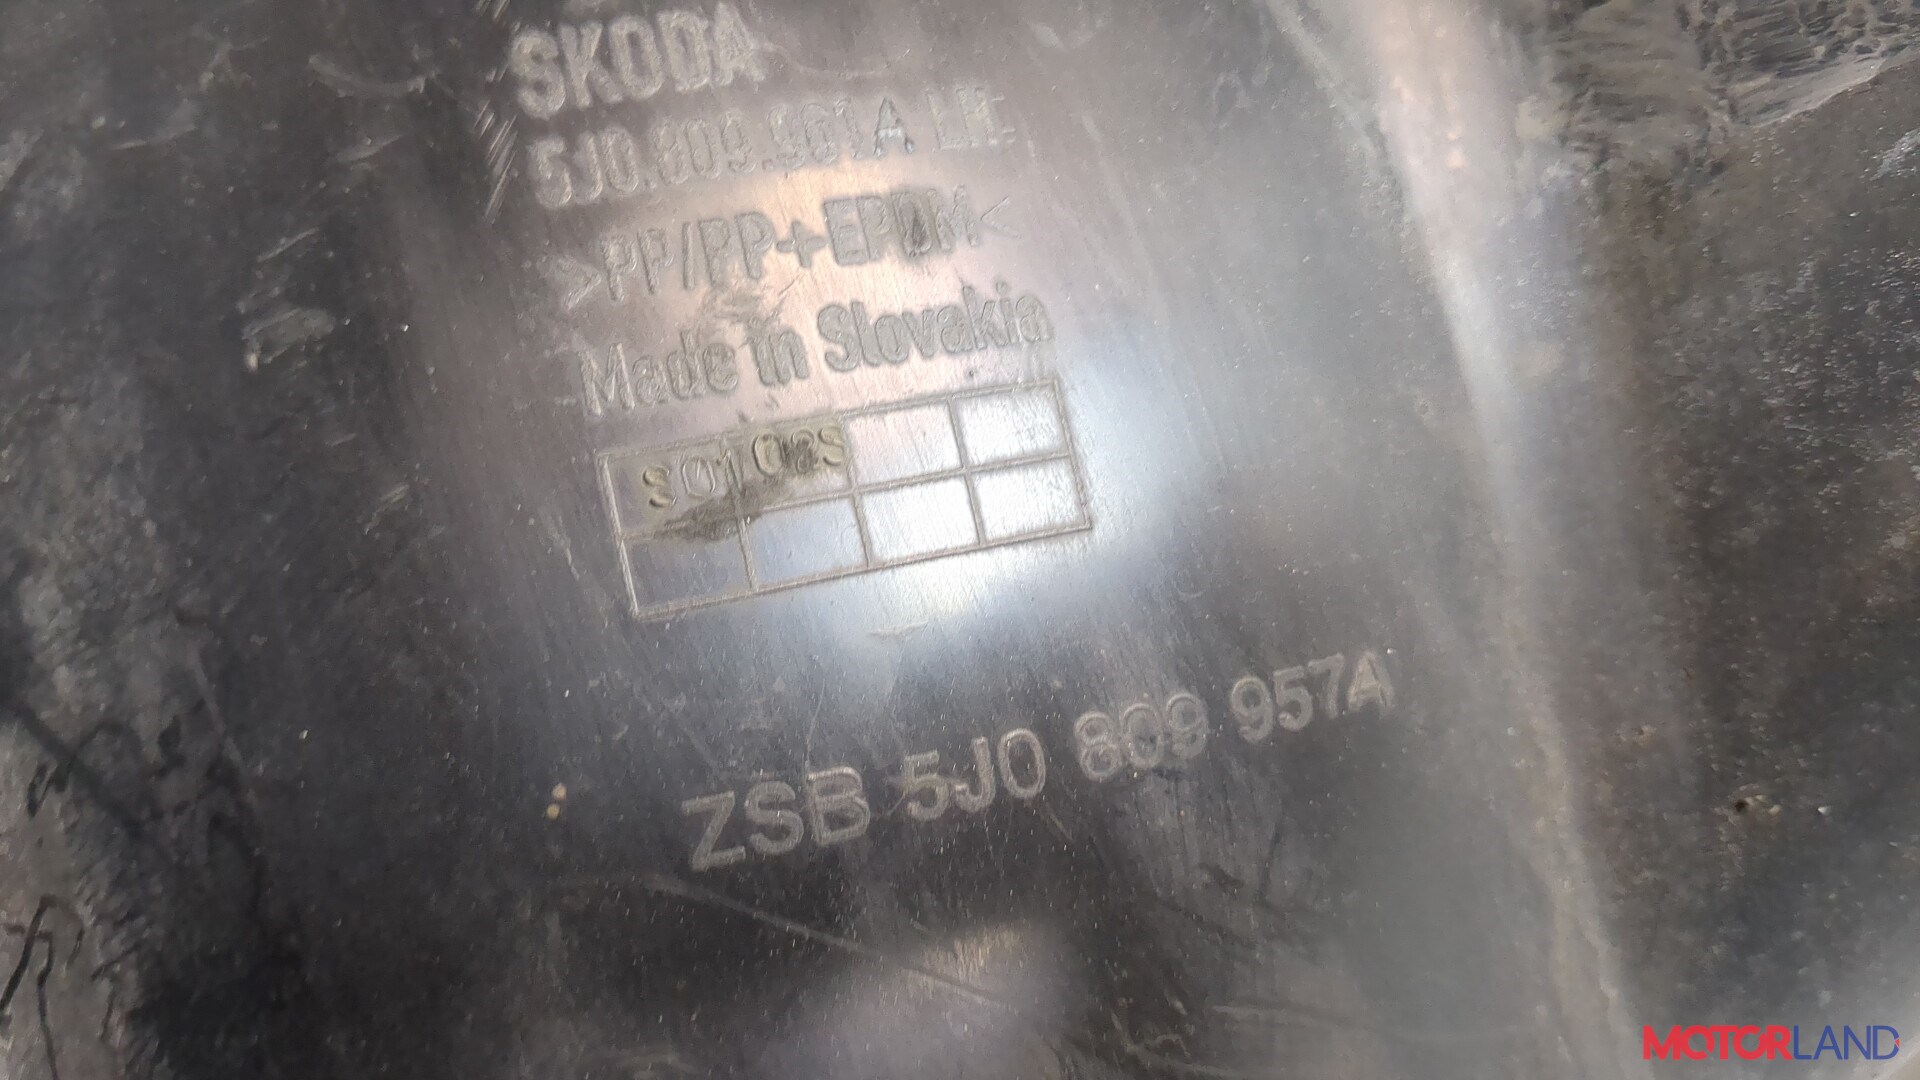 SKODA
5J0.809.961A LH.
>PP/PP+EPDM<
Made in Slovakia
ZSB 5J0 809 957A
MOTORLAND